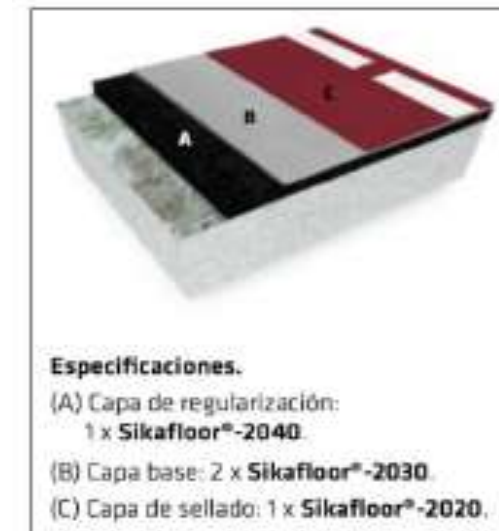 A
B
C
Especificaciones.
(A) Capa de regularización:
1 x Sikafloor®-2040.
(B) Capa base: 2 x Sikafloor®-2030.
(C) Capa de sellado: 1 x Sikafloor®-2020.